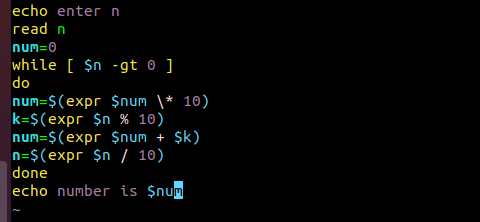 echo enter n
read n
num=0
while [ $n -gt 0 ]
do
num=$(expr $num \* 10)
k=$(expr $n % 10)
num=$(expr $num + $k)
n=$(expr $n / 10)
done
echo number is $num
~